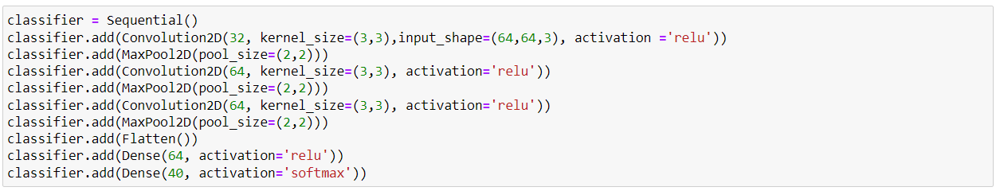 classifier = Sequential()
classifier.add(Convolution2D(32, kernel_size=(3,3),input_shape=(64,64,3), activation ='relu'))
classifier.add(MaxPool2D(pool_size=(2,2)))
classifier.add(Convolution2D(64, kernel_size=(3,3), activation='relu'))
classifier.add(MaxPool2D(pool_size=(2,2)))
classifier.add(Convolution2D(64, kernel_size=(3,3), activation='relu'))
classifier.add(MaxPool2D(pool_size=(2,2)))
classifier.add(Flatten())
classifier.add(Dense(64, activation='relu'))
classifier.add(Dense(40, activation='softmax'))